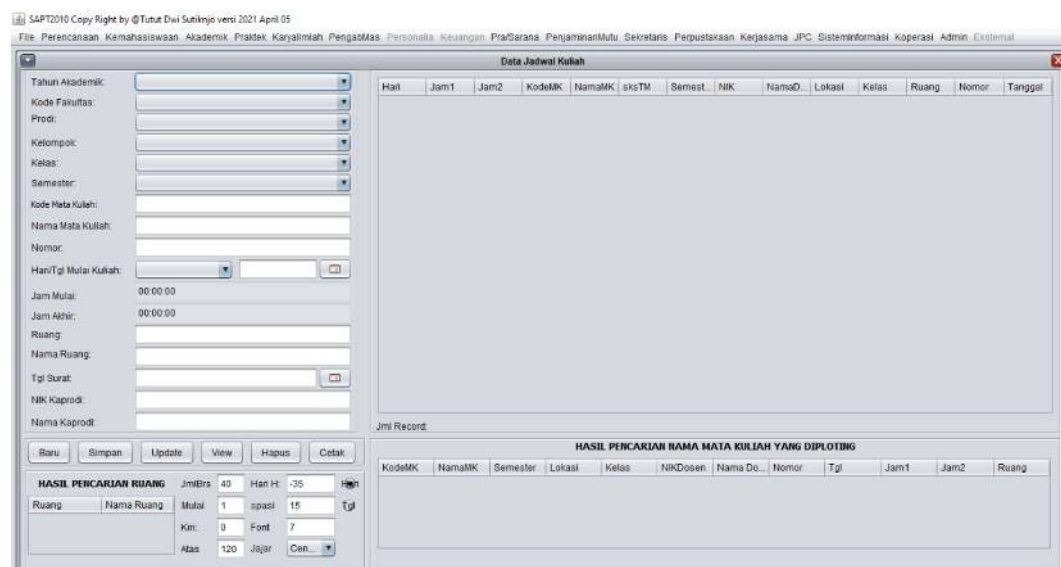 SAPT2010 Copy Right by @Tutut Dwi Sutiknjo versi 2021 April 05
File Perencanaan Kemahasiswaan Akademik Praktek Karyailmiah PengabMas Personalia Keuangan Pra/Sarana PenjaminanMutu Sekretaris Perpustakaan Kerjasama JPC Sisteminformasi Koperasi Admin Eksternal
Data Jadwal Kuliah
Tahun Akademik:
Kode Fakultas:
Prodi:
Kelompok:
Kelas:
Semester:
Kode Mata Kuliah:
Nama Mata Kuliah:
Nomor:
Hari/Tgl Mulai Kuliah:
Jam Mulai: 00:00:00
Jam Akhir: 00:00:00
Ruang:
Nama Ruang:
Tgl Surat:
NIK Kaprodi:
Nama Kaprodi:
Baru Simpan Update View Hapus Cetak
HASIL PENCARIAN RUANG
Ruang Nama Ruang
JmlBrs 40 Hari H: -35
Mulai 1 spasi 15 Tgl
Kiri: 0 Font 7
Atas 120 Jajar Cen...
Hari Jam1 Jam2 KodeMK NamaMK sksTM Semest... NIK NamaD... Lokasi Kelas Ruang Nomor Tanggal
Jml Record:
HASIL PENCARIAN NAMA MATA KULIAH YANG DIPLOTING
KodeMK NamaMK Semester Lokasi Kelas NIKDosen Nama Do... Nomor Tgl Jam1 Jam2 Ruang